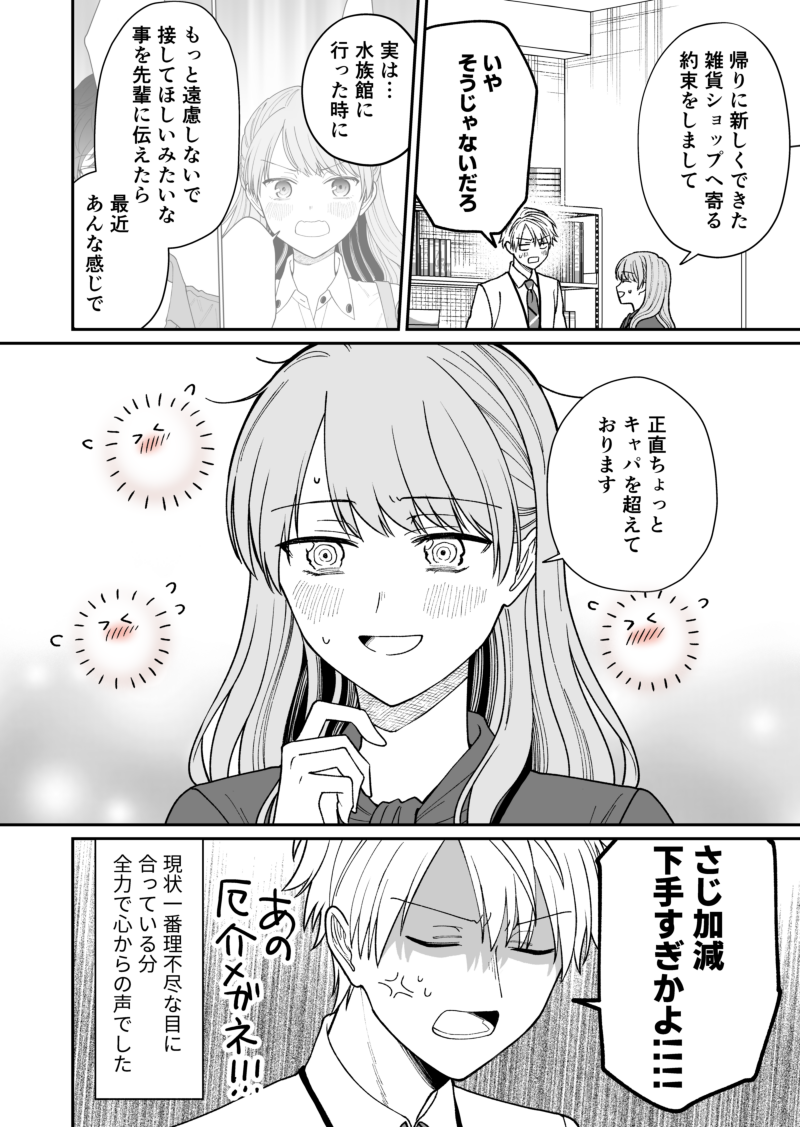 帰りに新しくできた
雑貨ショップへ寄る
約束をしまして
いや
そうじゃないだろ
実は…
水族館に
行った時に
もっと遠慮しないで
接してほしいみたいな
事を先輩に伝えたら
最近
あんな感じで
正直ちょっと
キャパを超えて
おります
さじ加減
下手すぎかよ!!!!
あの
厄介メガネ!!!
現状一番理不尽な目に
合っている分
全力で心からの声でした